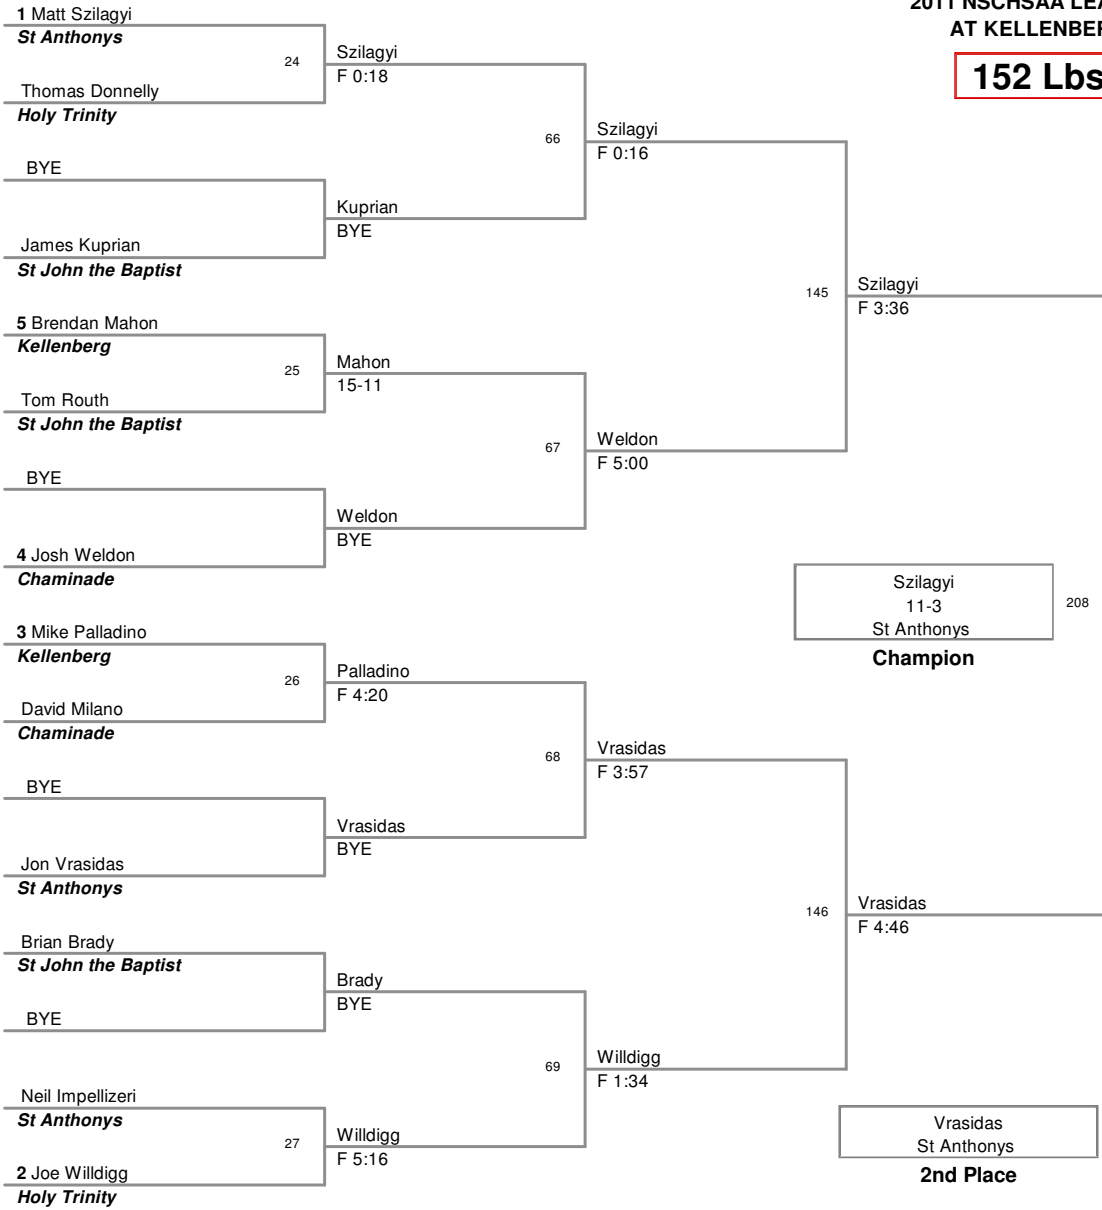 2011 NSCHSAA LEA
AT KELLENBER
152 Lbs
1 Matt Szilagyi
St Anthonys
24
Szilagyi
F 0:18
Thomas Donnelly
Holy Trinity
66
Szilagyi
F 0:16
BYE
Kuprian
BYE
James Kuprian
St John the Baptist
145
Szilagyi
F 3:36
5 Brendan Mahon
Kellenberg
25
Mahon
15-11
Tom Routh
St John the Baptist
67
Weldon
F 5:00
BYE
Weldon
BYE
4 Josh Weldon
Chaminade
Szilagyi
11-3
St Anthonys
208
Champion
3 Mike Palladino
Kellenberg
26
Palladino
F 4:20
David Milano
Chaminade
68
Vrasidas
F 3:57
BYE
Vrasidas
BYE
Jon Vrasidas
St Anthonys
146
Vrasidas
F 4:46
Brian Brady
St John the Baptist
Brady
BYE
BYE
69
Willdigg
F 1:34
Neil Impellizeri
St Anthonys
27
Willdigg
F 5:16
2 Joe Willdigg
Holy Trinity
Vrasidas
St Anthonys
2nd Place